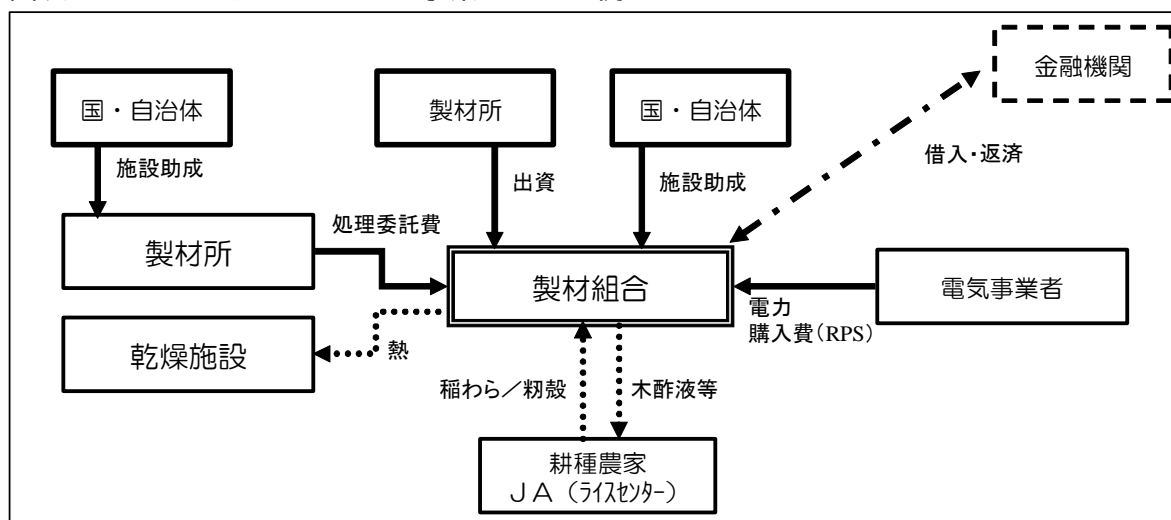 金融機関
国・自治体
製材所
国・自治体
借入・返済
施設助成
出資
施設助成
処理委託費
製材所
製材組合
電気事業者
電力
購入費(RPS)
乾燥施設
熱
稲わら／籾殻
木酢液等
耕種農家
ＪＡ（ﾗｲｽｾﾝﾀｰ）